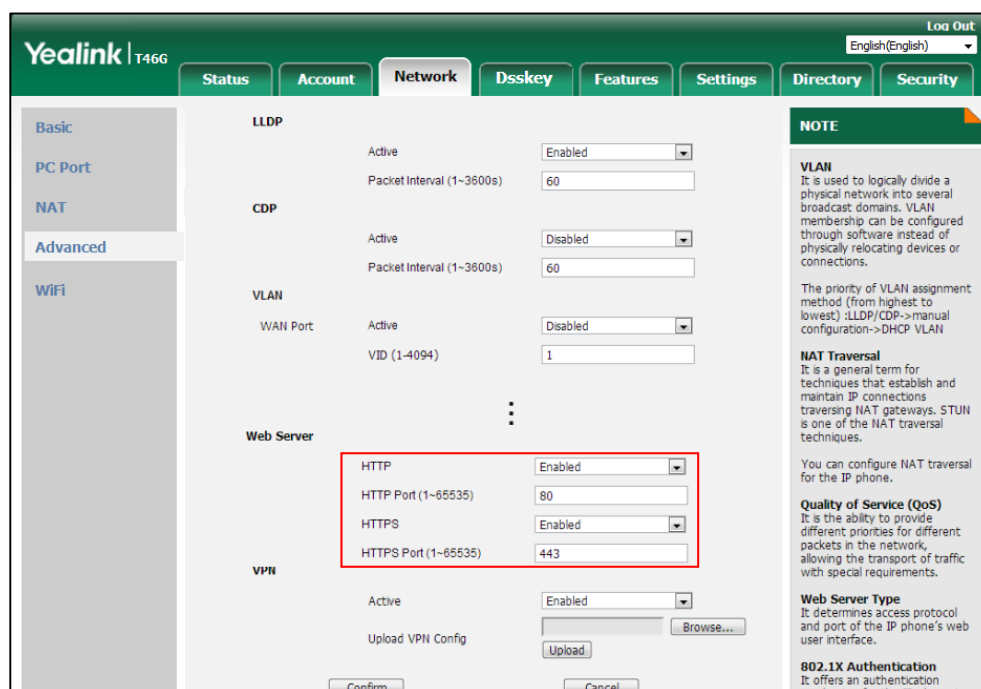 Log Out
Yealink T46G
English(English)
Status Account Network Dsskey Features Settings Directory Security
Basic
PC Port
NAT
Advanced
WiFi
LLDP
Active Enabled
Packet Interval (1~3600s) 60
CDP
Active Disabled
Packet Interval (1~3600s) 60
VLAN
WAN Port Active Disabled
VID (1-4094) 1
Web Server
HTTP Enabled
HTTP Port (1~65535) 80
HTTPS Enabled
HTTPS Port (1~65535) 443
VPN
Active Enabled
Upload VPN Config Browse...
Upload
Confirm Cancel
NOTE
VLAN
It is used to logically divide a
physical network into several
broadcast domains. VLAN
membership can be configured
through software instead of
physically relocating devices or
connections.
The priority of VLAN assignment
method (from highest to
lowest) :LLDP/CDP->manual
configuration->DHCP VLAN
NAT Traversal
It is a general term for
techniques that establish and
maintain IP connections
traversing NAT gateways. STUN
is one of the NAT traversal
techniques.
You can configure NAT traversal
for the IP phone.
Quality of Service (QoS)
It is the ability to provide
different priorities for different
packets in the network,
allowing the transport of traffic
with special requirements.
Web Server Type
It determines access protocol
and port of the IP phone's web
user interface.
802.1X Authentication
It offers an authentication